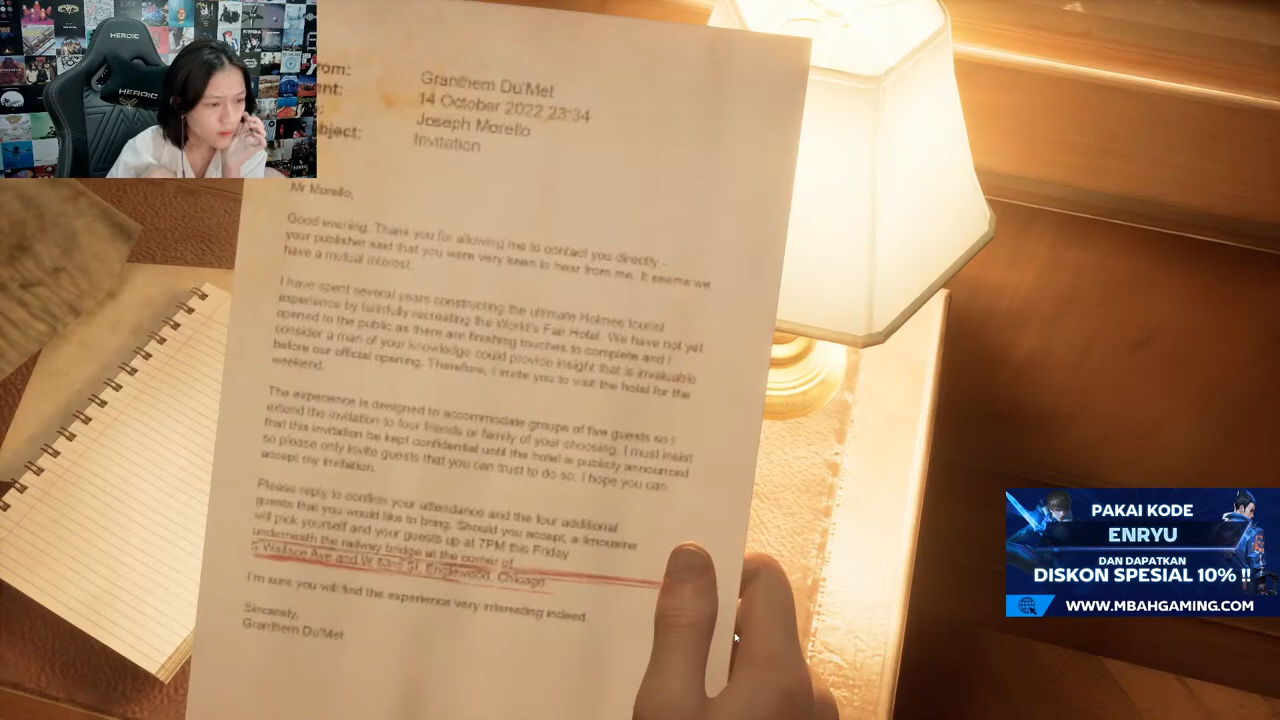 HEROIC
HEROIC
rom:
Granthem Du'Met
ent:
14 October 2022 23:34
:
Joseph Morello
bject:
Invitation
Mr Morello,
Good evening. Thank you for allowing me to contact you directly -
your publisher said that you were very keen to hear from me. It seems we
have a mutual interest.
I have spent several years constructing the ultimate Holmes tourist
experience by faithfully recreating the World's Fair Hotel. We have not yet
opened to the public as there are finishing touches to complete and I
consider a man of your knowledge could provide insight that is invaluable
before our official opening. Therefore, I invite you to visit the hotel for the
weekend.
The experience is designed to accommodate groups of five guests so I
extend the invitation to four friends or family of your choosing. I must insist
that this invitation be kept confidential until the hotel is publicly announced
so please only invite guests that you can trust to do so. I hope you can
accept my invitation.
Please reply to confirm your attendance and the four additional
guests that you would like to bring. Should you accept, a limousine
will pick yourself and your guests up at 7PM this Friday
underneath the railway bridge at the corner of
S Wallace Ave and W 63rd St, Englewood, Chicago.
I'm sure you will find the experience very interesting indeed.
Sincerely,
Granthem Du'Met
PAKAI KODE
ENRYU
DAN DAPATKAN
DISKON SPESIAL 10% !!
WWW.MBAHGAMING.COM